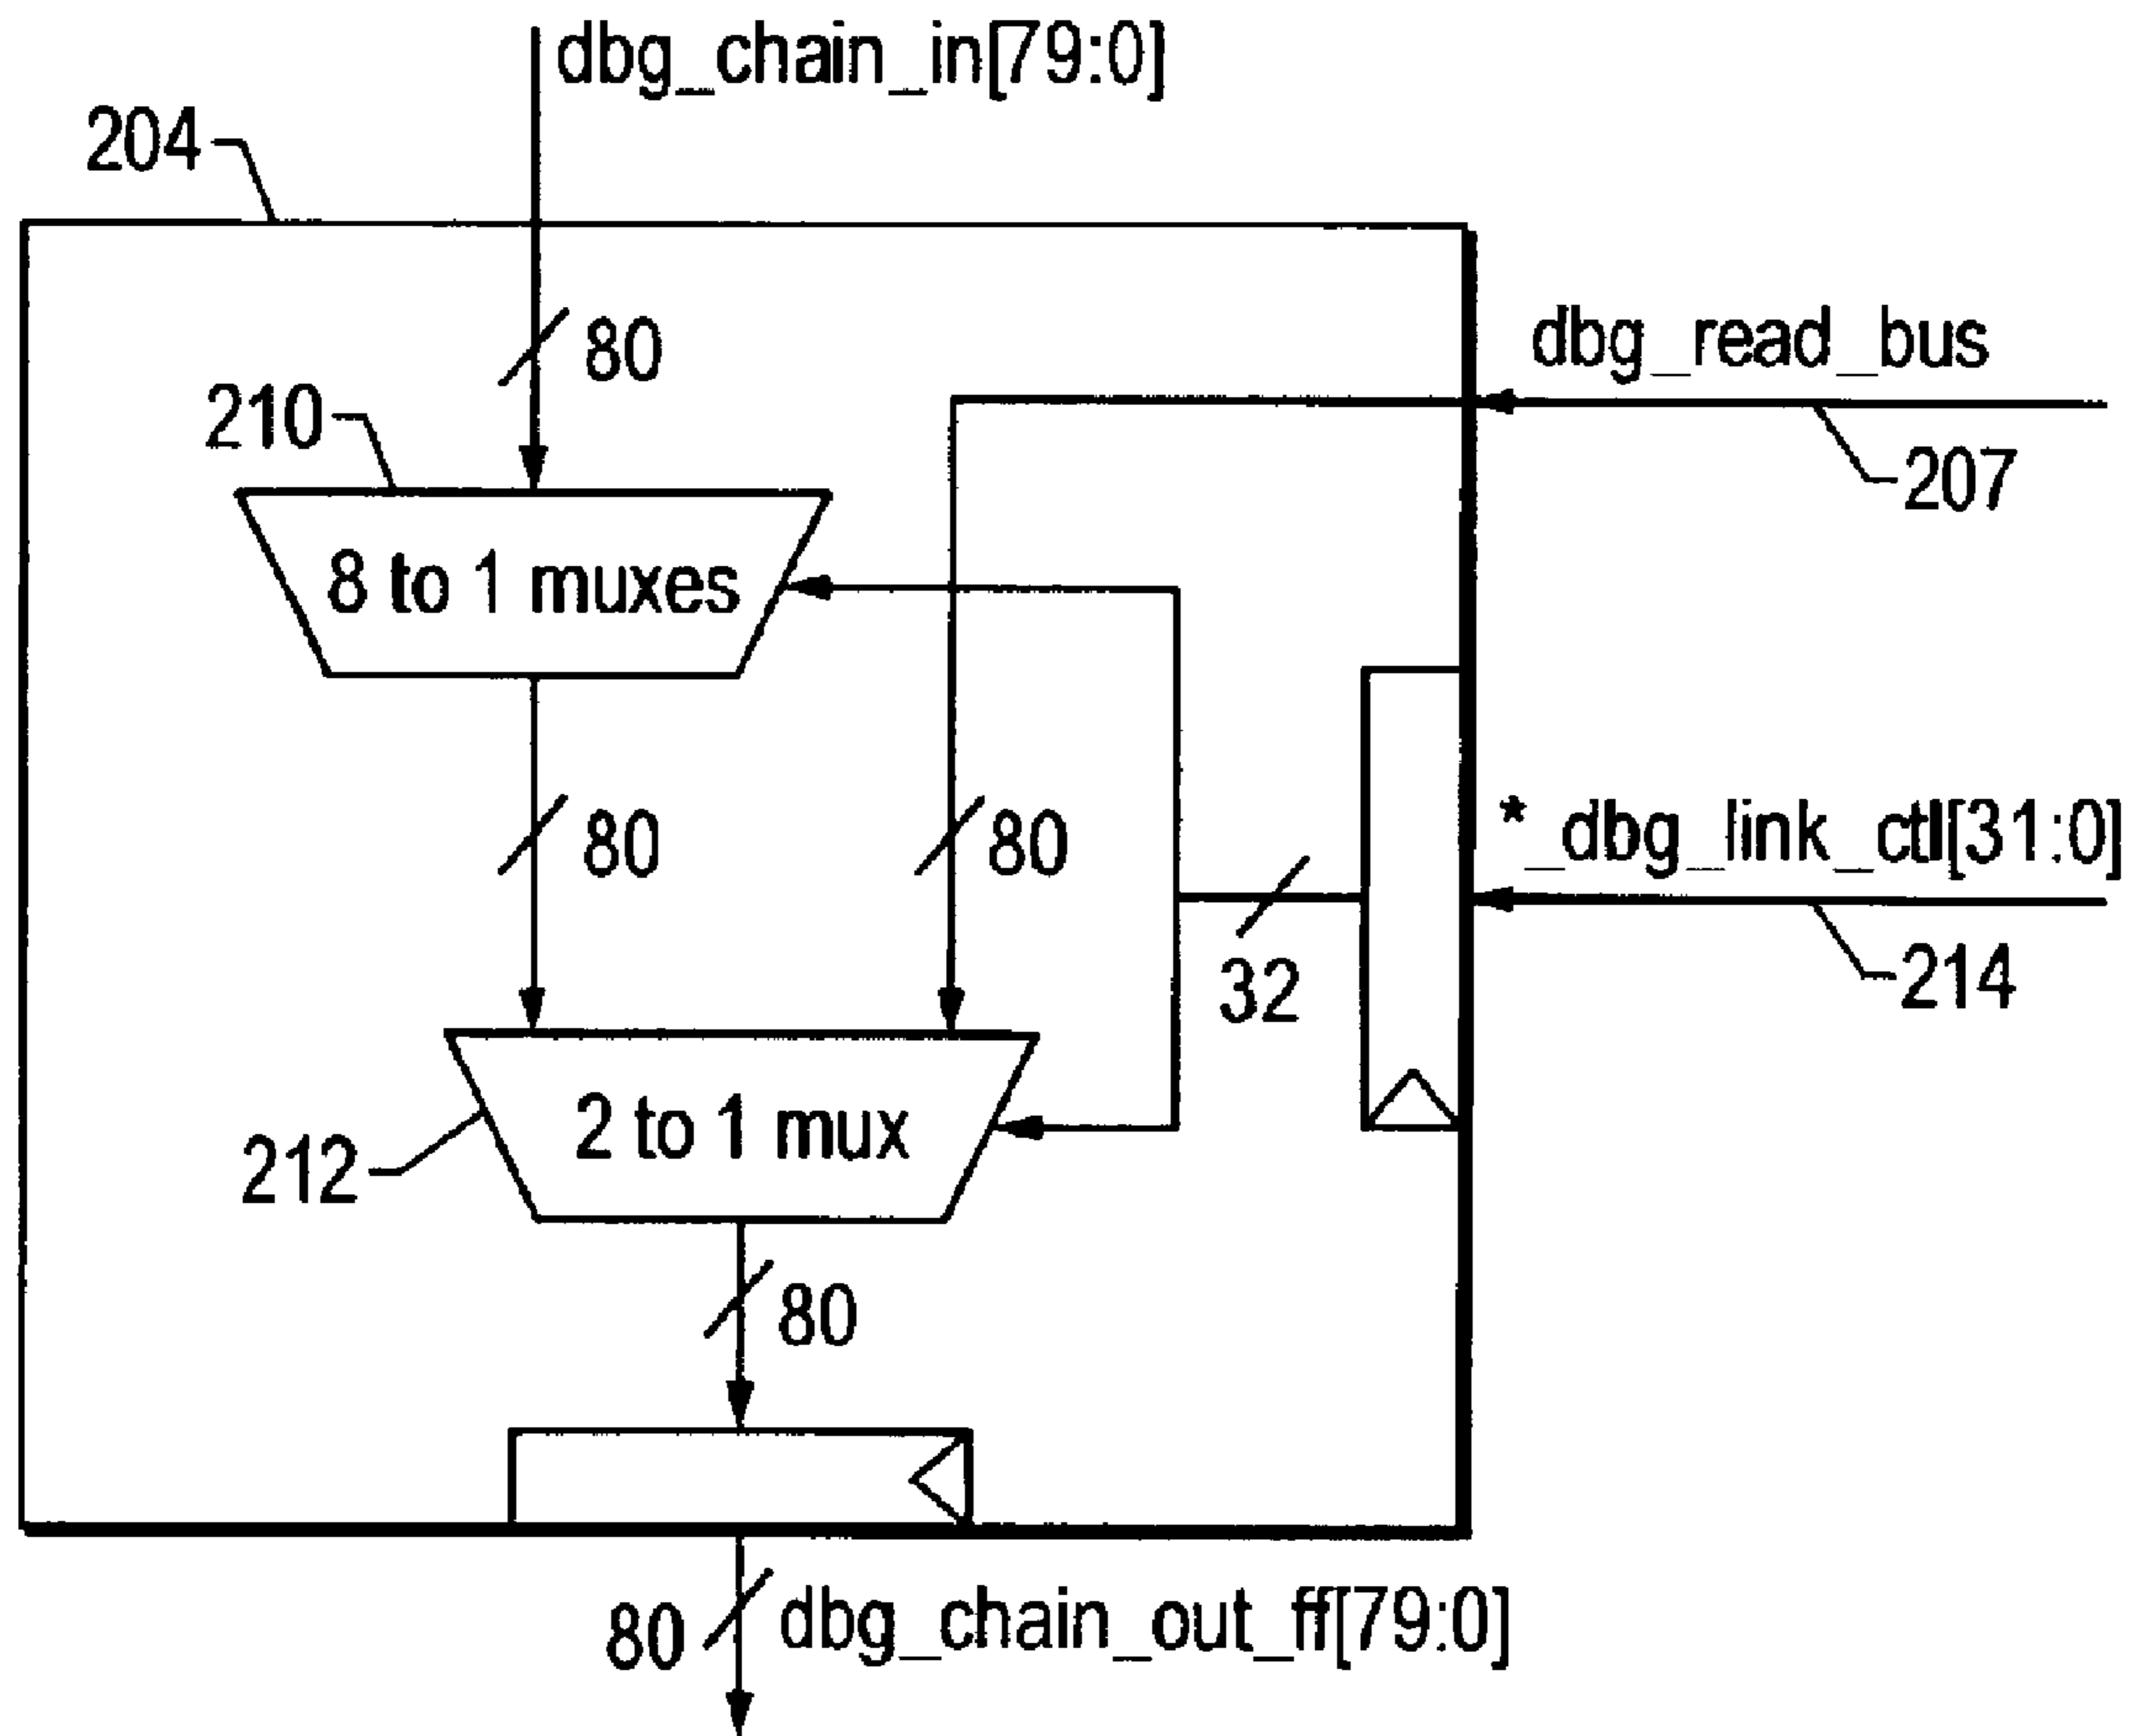 dbg_chain_in[79:0]
204
80
dbg_read_bus
210
207
8 to 1 muxes
80
80
*_dbg_link_ctl[31:0]
32
214
2 to 1 mux
212
80
80
dbg_chain_out_ff[79:0]